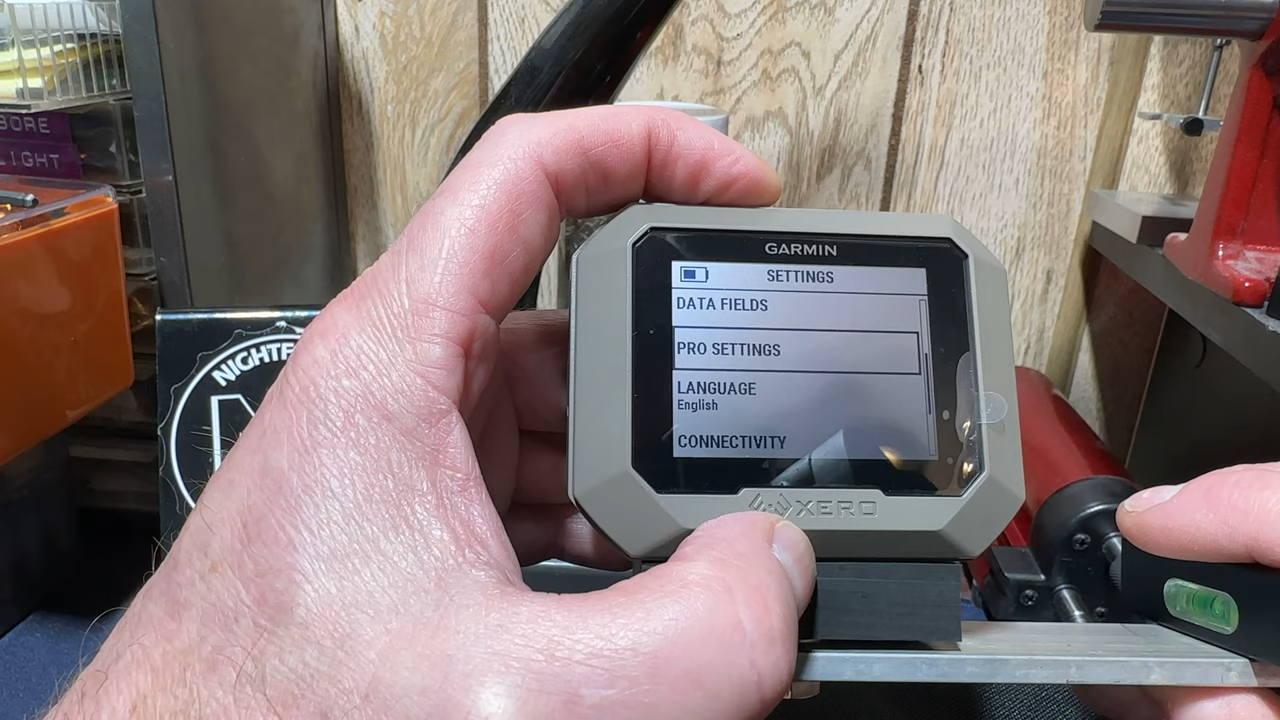 BORE
LIGHT
GARMIN
SETTINGS
DATA FIELDS
PRO SETTINGS
LANGUAGE
English
CONNECTIVITY
XERO